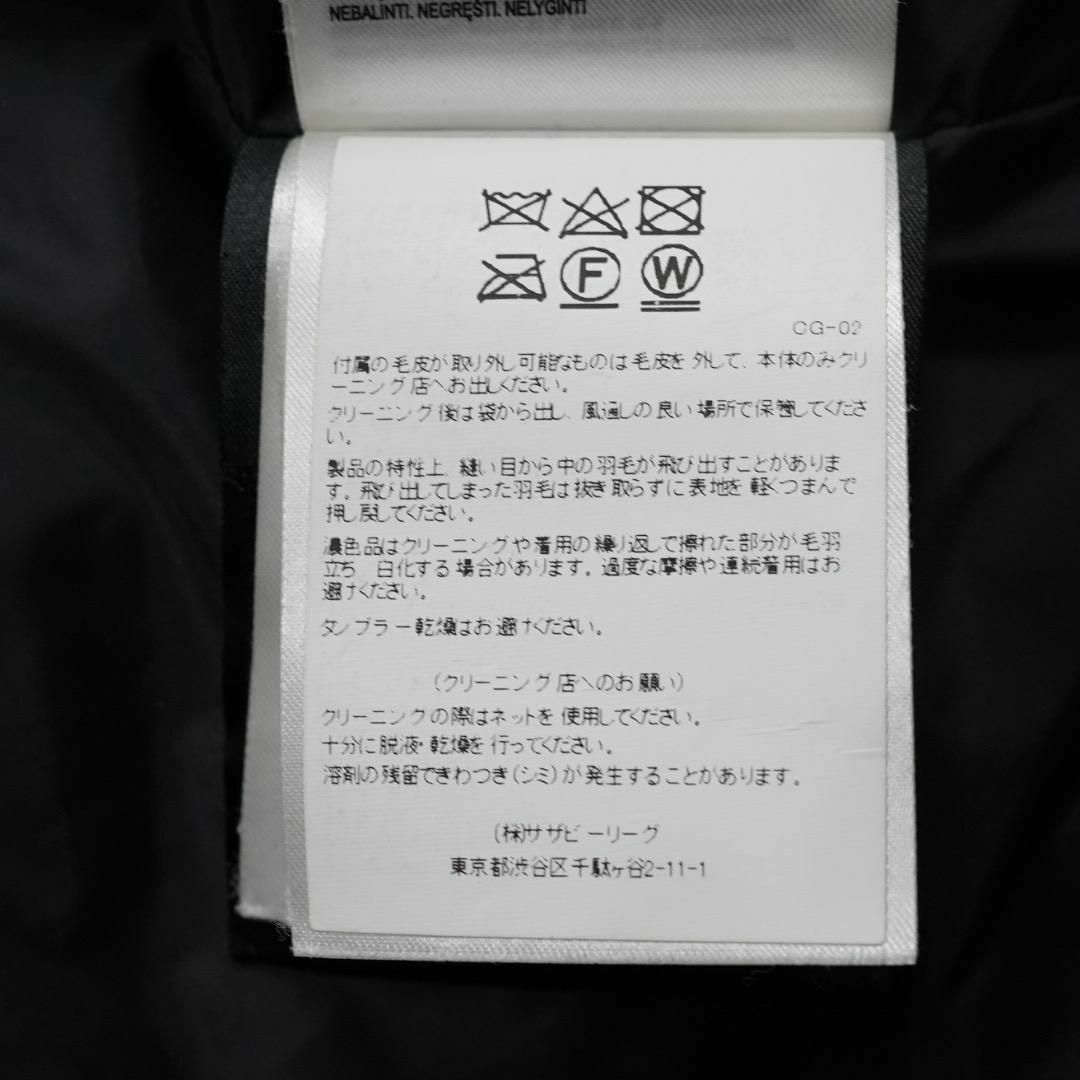 NEBALINTI. NEGRĘŠTI. NELYGINTI
F W
CG-02
付属の毛皮が取り外し可能なものは毛皮を外して、本体のみクリ
ーニング店へお出しください。
クリーニング後は袋から出し、風通しの良い場所で保管してくださ
い。
製品の特性上、縫い目から中の羽毛が飛び出すことがありま
す。飛び出してしまった羽毛は抜き取らずに表地を軽くつまんで
押し戻してください。
濃色品はクリーニングや着用の繰り返しで擦れた部分が毛羽
立ち 白化する場合があります。過度な摩擦や連続着用はお
避けください。
タンブラー乾燥はお避けください。
(クリーニング店へのお願い)
クリーニングの際はネットを使用してください。
十分に脱液・乾燥を行ってください。
溶剤の残留できわつき(シミ)が発生することがあります。
(株)サザビーリーグ
東京都渋谷区千駄ヶ谷2-11-1